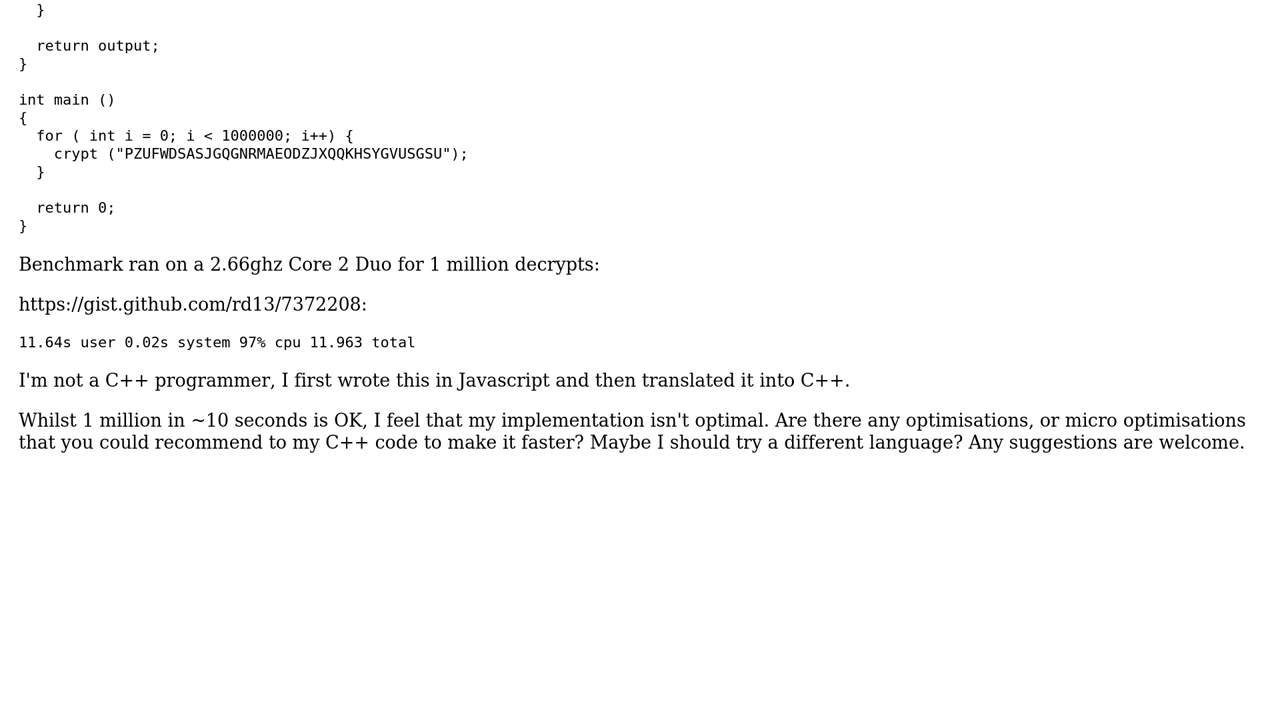 }

  return output;
}

int main ()
{
  for ( int i = 0; i < 1000000; i++) {
    crypt ("PZUFWDSASJGQGNRMAEODZJXQQKHSYGVUSGSU");
  }

  return 0;
}
Benchmark ran on a 2.66ghz Core 2 Duo for 1 million decrypts:
https://gist.github.com/rd13/7372208:
11.64s user 0.02s system 97% cpu 11.963 total
I'm not a C++ programmer, I first wrote this in Javascript and then translated it into C++.
Whilst 1 million in ~10 seconds is OK, I feel that my implementation isn't optimal. Are there any optimisations, or micro optimisations
that you could recommend to my C++ code to make it faster? Maybe I should try a different language? Any suggestions are welcome.